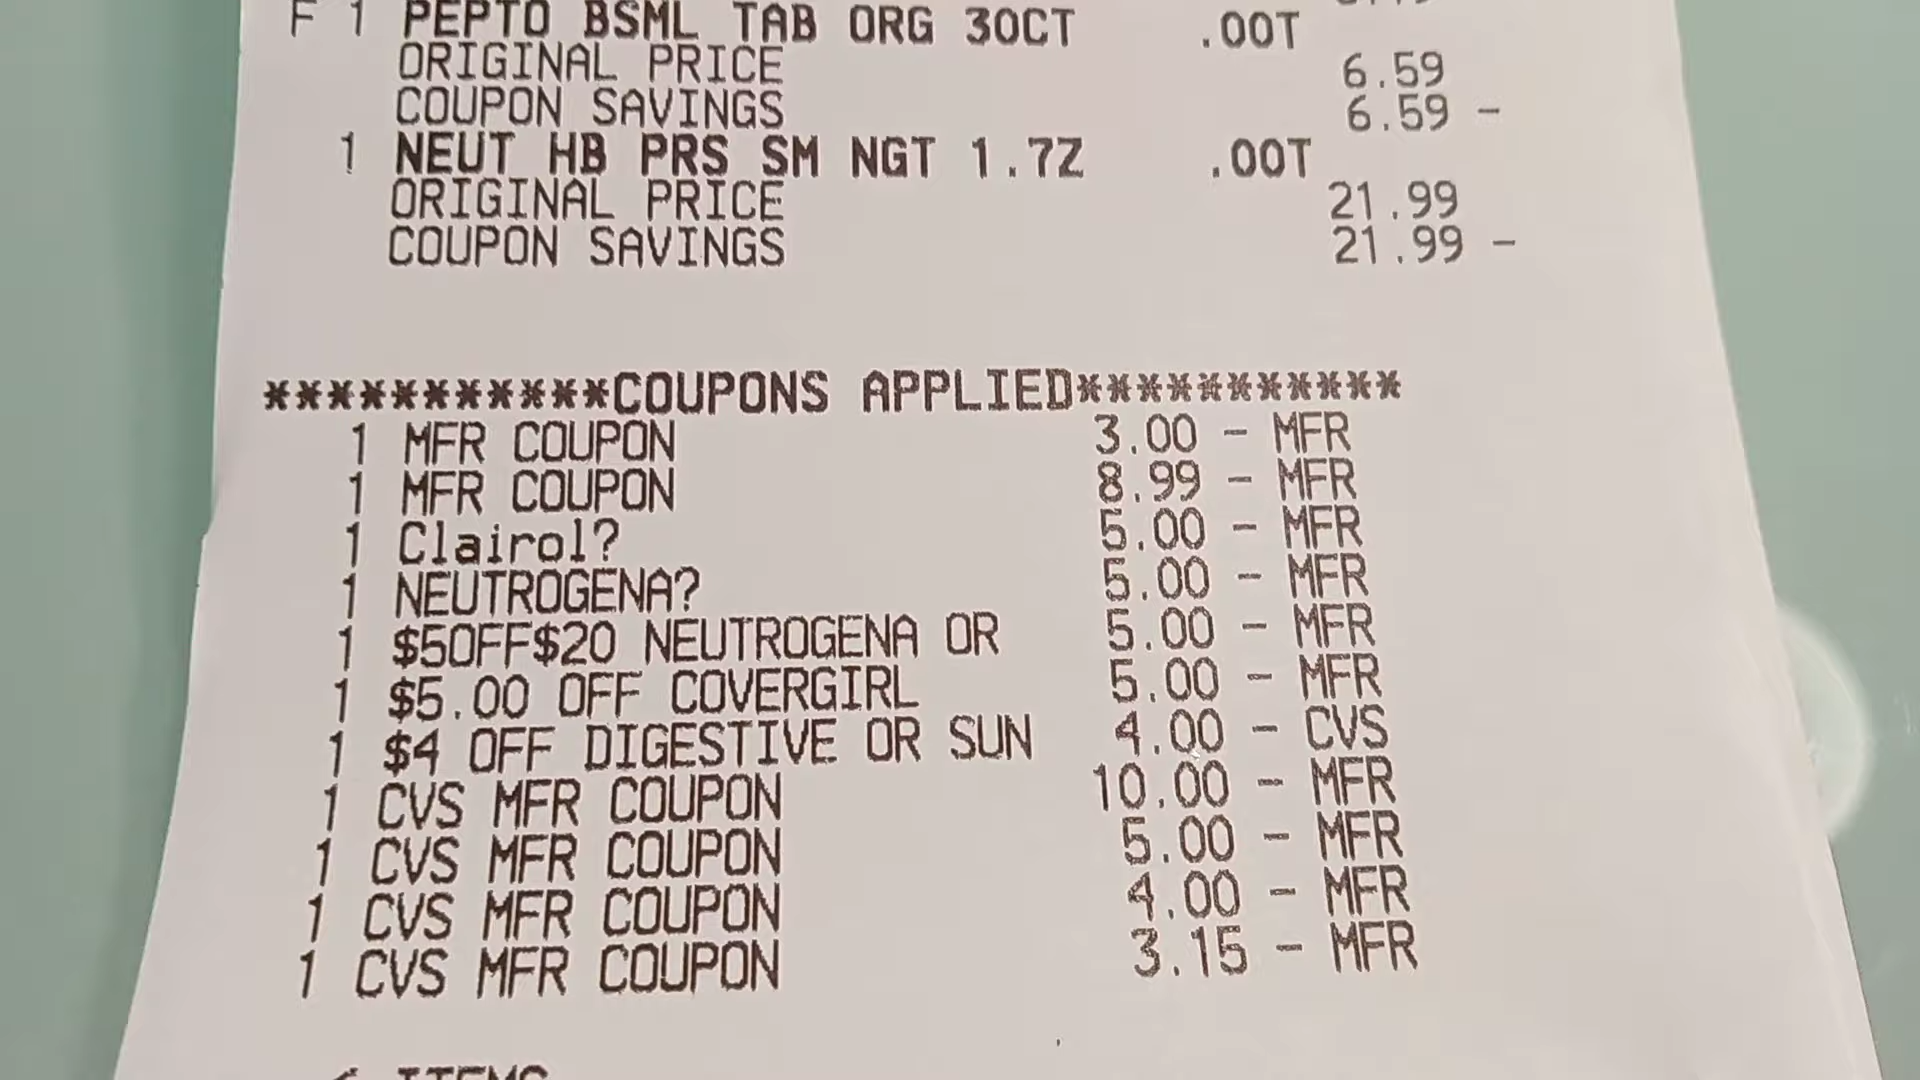 F 1 PEPTO BSML TAB ORG 30CT .00T
ORIGINAL PRICE 6.59
COUPON SAVINGS 6.59 -
1 NEUT HB PRS SM NGT 1.7Z .00T
ORIGINAL PRICE 21.99
COUPON SAVINGS 21.99 -
***********COUPONS APPLIED***********
1 MFR COUPON 3.00 - MFR
1 MFR COUPON 8.99 - MFR
1 Clairol? 5.00 - MFR
1 NEUTROGENA? 5.00 - MFR
1 $5OFF$20 NEUTROGENA OR 5.00 - MFR
1 $5.00 OFF COVERGIRL 5.00 - MFR
1 $4 OFF DIGESTIVE OR SUN 4.00 - CVS
1 CVS MFR COUPON 10.00 - MFR
1 CVS MFR COUPON 5.00 - MFR
1 CVS MFR COUPON 4.00 - MFR
1 CVS MFR COUPON 3.15 - MFR
ITEMS